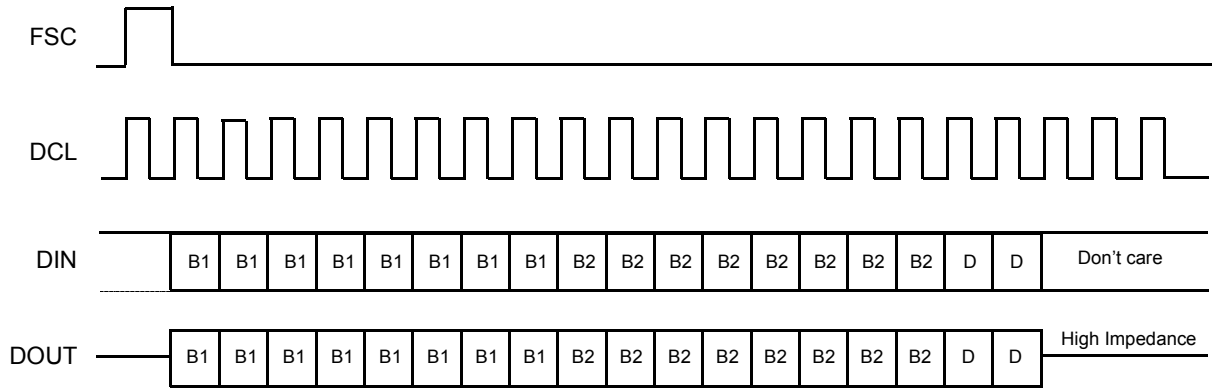 FSC
DCL
DIN B1 B1 B1 B1 B1 B1 B1 B1 B2 B2 B2 B2 B2 B2 B2 B2 D D Don't care
DOUT B1 B1 B1 B1 B1 B1 B1 B1 B2 B2 B2 B2 B2 B2 B2 B2 D D High Impedance